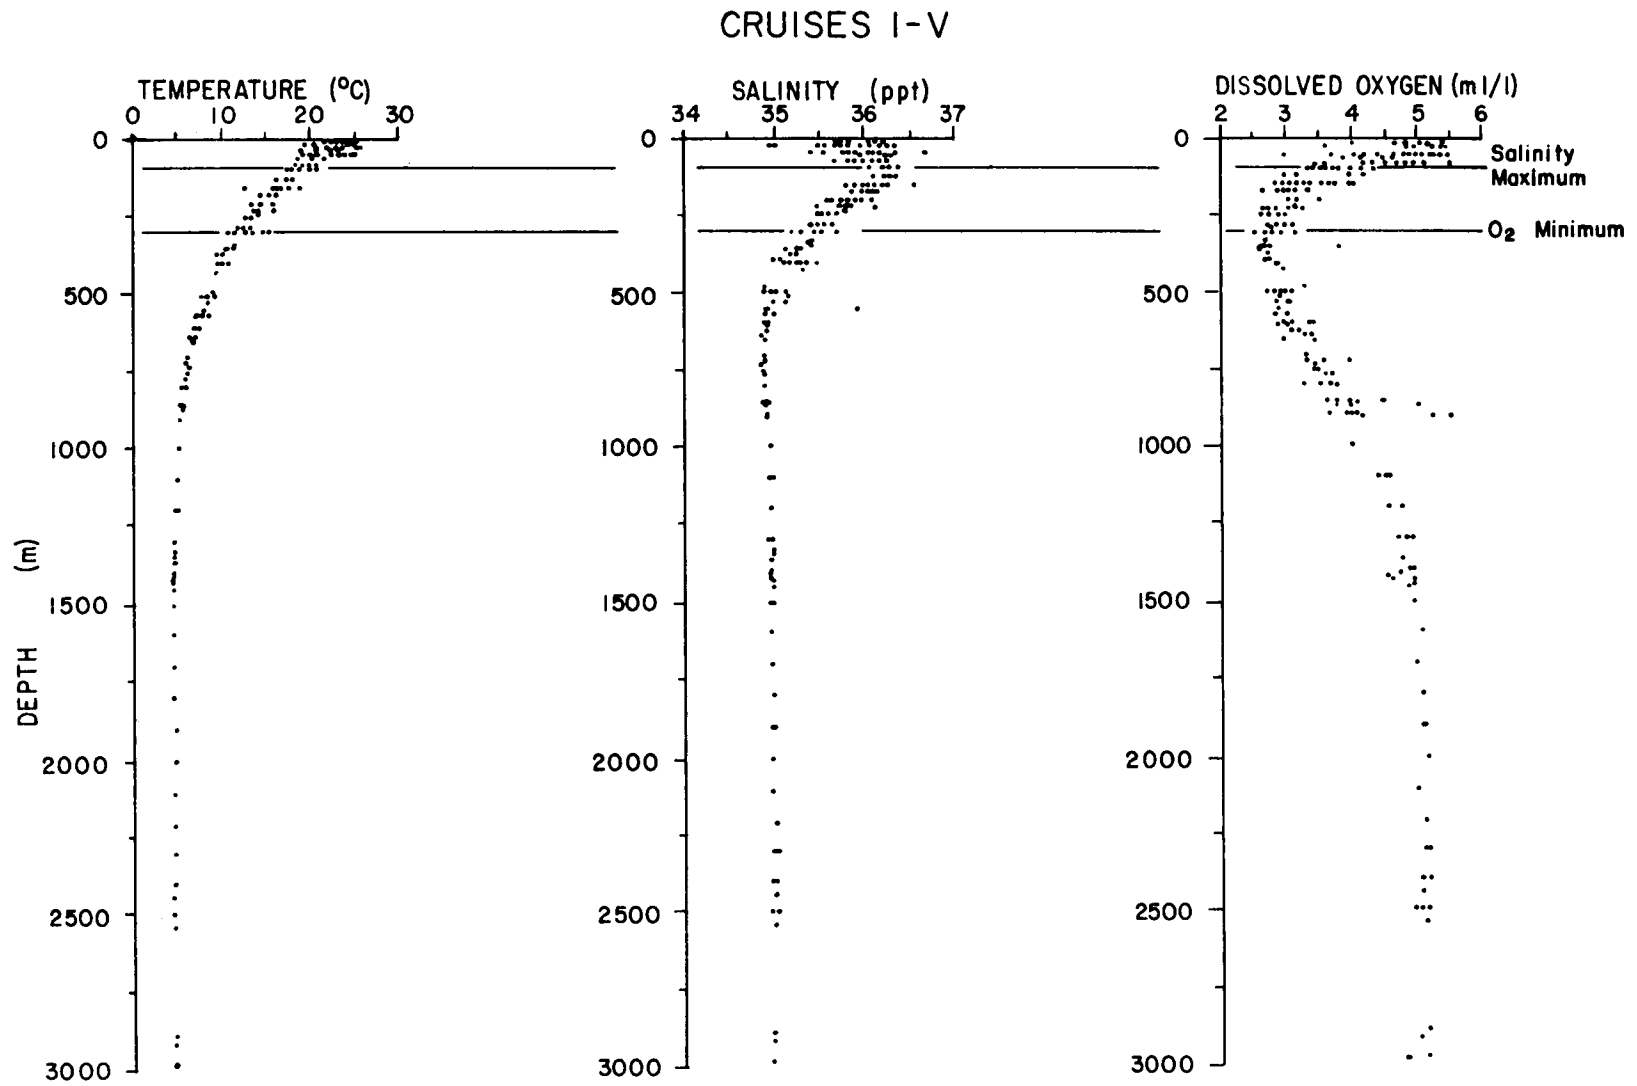 CRUISES I-V
TEMPERATURE (°C)
0 10 20 30
0
500
1000
1500
2000
2500
3000
DEPTH (m)
SALINITY (ppt)
34 35 36 37
0
500
1000
1500
2000
2500
3000
DISSOLVED OXYGEN (ml/l)
2 3 4 5 6
0
500
1000
1500
2000
2500
3000
Salinity
Maximum
O₂ Minimum